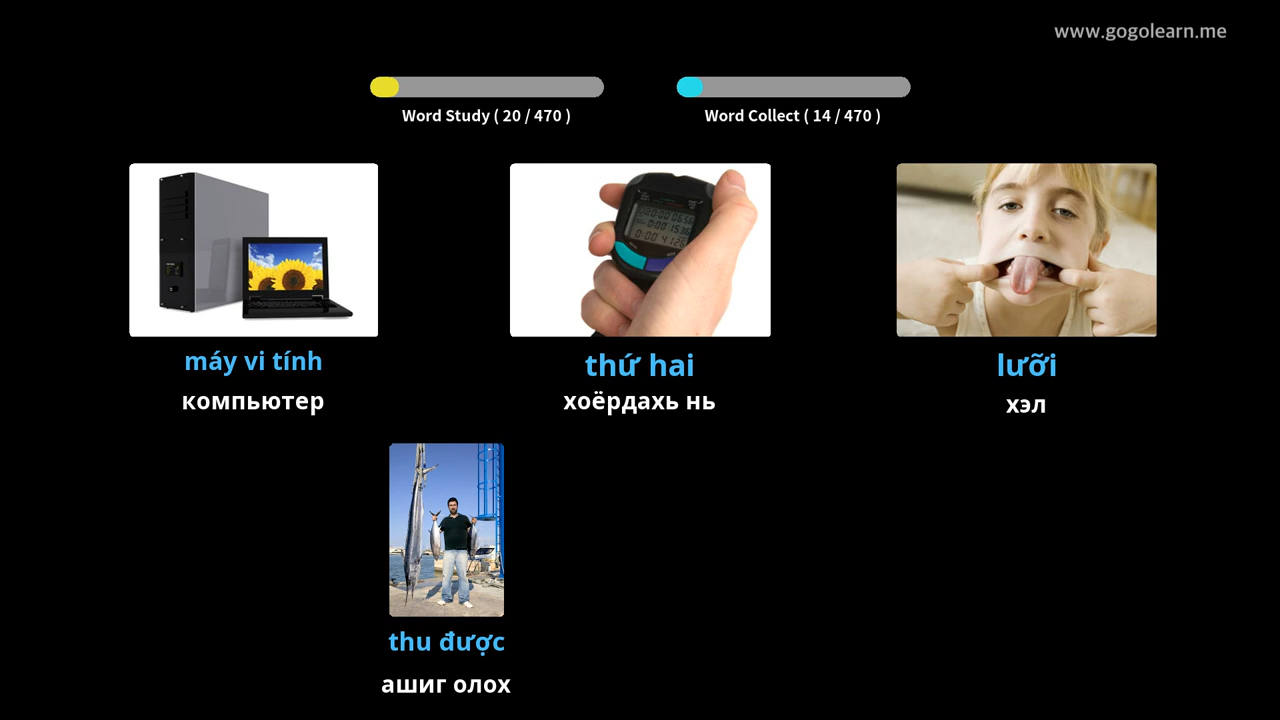 www.gogolearn.me
Word Study ( 20 / 470 )
Word Collect ( 14 / 470 )
máy vi tính
компьютер
thứ hai
хоёрдахь нь
lưỡi
хэл
thu được
ашиг олох